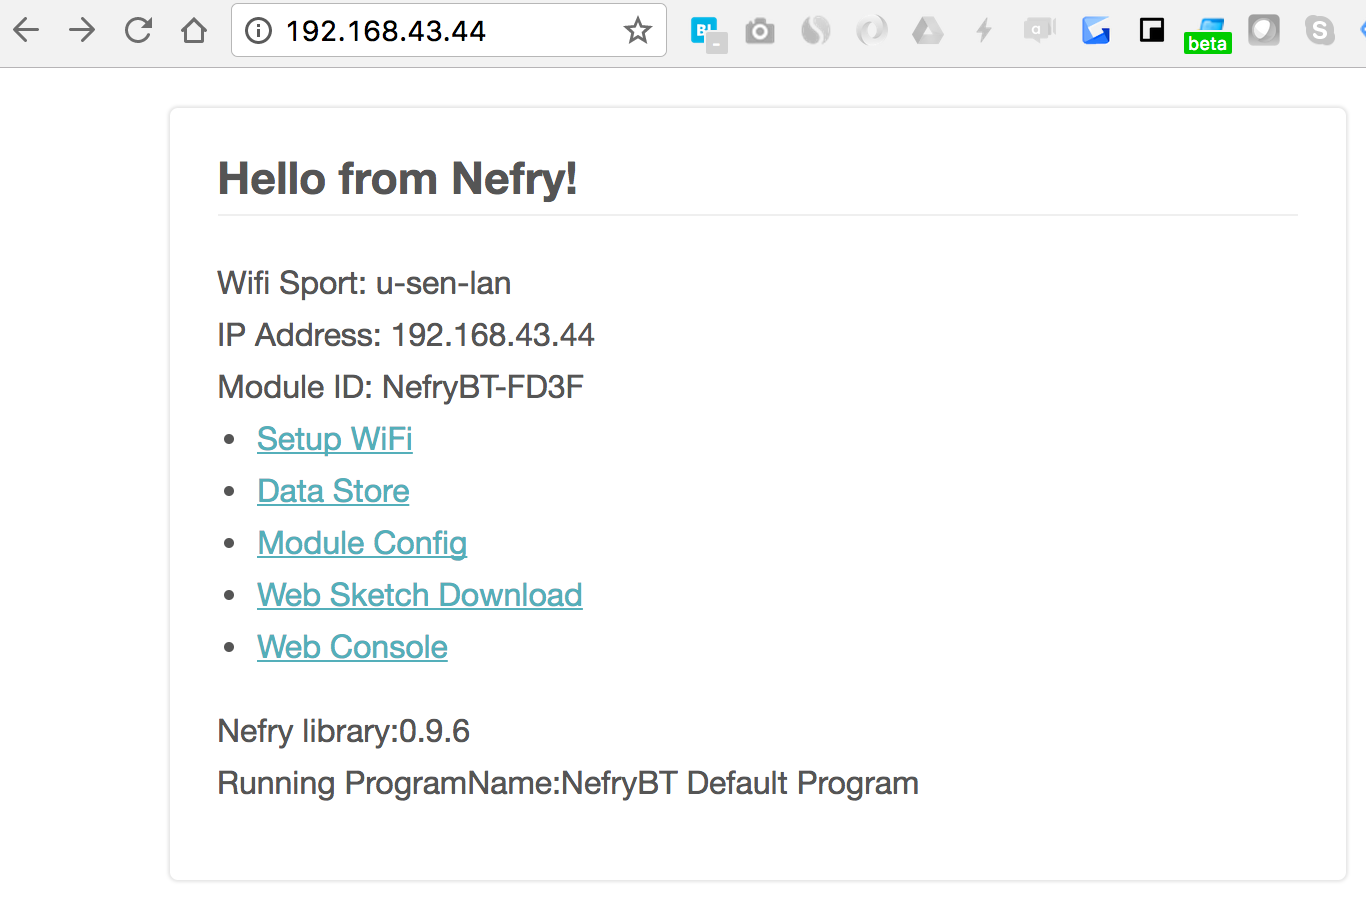 192.168.43.44
B!
beta
S
Hello from Nefry!
Wifi Sport: u-sen-lan
IP Address: 192.168.43.44
Module ID: NefryBT-FD3F
Setup WiFi
Data Store
Module Config
Web Sketch Download
Web Console
Nefry library:0.9.6
Running ProgramName:NefryBT Default Program